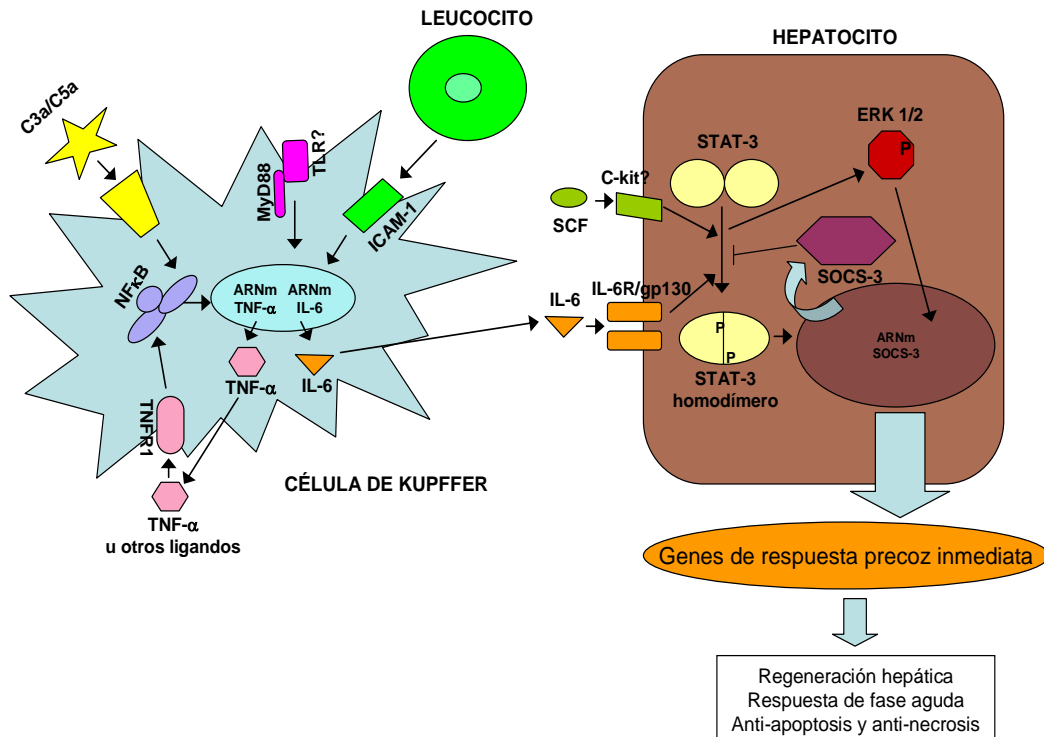 LEUCOCITO
C3a/C5a
MyD88
TLR?
ICAM-1
NFκB
ARNm
TNF-α
ARNm
IL-6
TNF-α
IL-6
TNFR1
TNF-α
u otros ligandos
CÉLULA DE KUPFFER
HEPATOCITO
ERK 1/2
P
STAT-3
C-kit?
SCF
SOCS-3
IL-6
IL-6R/gp130
P
P
STAT-3
homodímero
ARNm
SOCS-3
Genes de respuesta precoz inmediata
Regeneración hepática
Respuesta de fase aguda
Anti-apoptosis y anti-necrosis